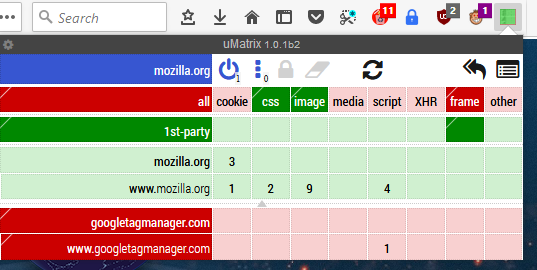 Search
11
2
1
uMatrix 1.0.1b2
mozilla.org 1 0
all cookie css image media script XHR frame other
1st-party
mozilla.org 3
www.mozilla.org 1 2 9 4
googletagmanager.com
www.googletagmanager.com 1